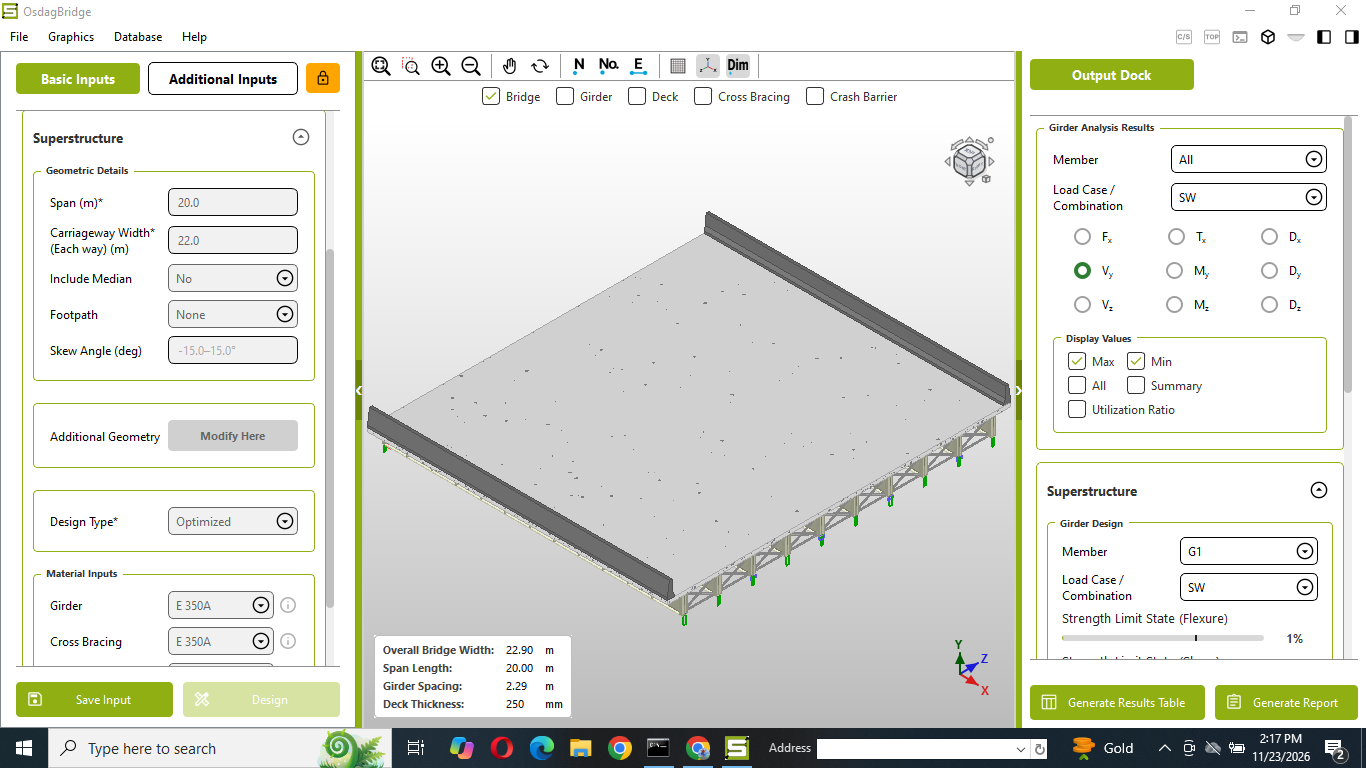 OsdagBridge
File Graphics Database Help
C/S TOP
Basic Inputs Additional Inputs
Superstructure
Geometric Details
Span (m)* 20.0
Carriageway Width* (Each way) (m) 22.0
Include Median No
Footpath None
Skew Angle (deg) -15.0–15.0°
Additional Geometry Modify Here
Design Type* Optimized
Material Inputs
Girder E 350A
Cross Bracing E 350A
Save Input Design
N No. E Dim
Bridge Girder Deck Cross Bracing Crash Barrier
Overall Bridge Width: 22.90 m
Span Length: 20.00 m
Girder Spacing: 2.29 m
Deck Thickness: 250 mm
Y
Z
X
Output Dock
Girder Analysis Results
Member All
Load Case / Combination SW
Fx Tx Dx
Vy My Dy
Vz Mz Dz
Display Values
Max Min
All Summary
Utilization Ratio
Superstructure
Girder Design
Member G1
Load Case / Combination SW
Strength Limit State (Flexure)
1%
Generate Results Table Generate Report
Type here to search
Address
Gold
2:17 PM
11/23/2026
2